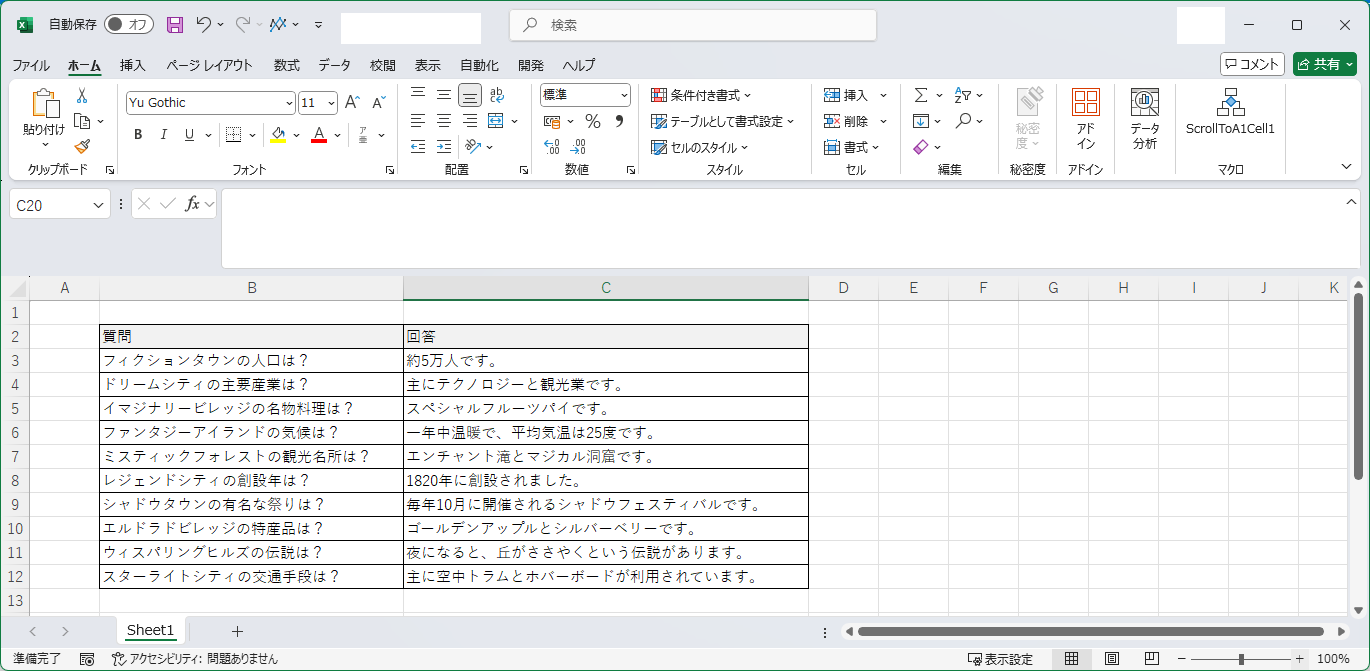 自動保存 オフ 検索
ファイル ホーム 挿入 ページ レイアウト 数式 データ 校閲 表示 自動化 開発 ヘルプ コメント 共有
貼り付け
クリップボード
Yu Gothic 11
B I U A
フォント
ab
配置
標準
%
数値
条件付き書式
テーブルとして書式設定
セルのスタイル
スタイル
挿入
削除
書式
セル
編集
秘密度
秘密度
アドイン
アドイン
データ分析
ScrollToA1Cell1
マクロ
C20 fx
A B C D E F G H I J K
1
2 質問 回答
3 フィクションタウンの人口は？ 約5万人です。
4 ドリームシティの主要産業は？ 主にテクノロジーと観光業です。
5 イマジナリービレッジの名物料理は？ スペシャルフルーツパイです。
6 ファンタジーアイランドの気候は？ 一年中温暖で、平均気温は25度です。
7 ミスティックフォレストの観光名所は？ エンチャント滝とマジカル洞窟です。
8 レジェンドシティの創設年は？ 1820年に創設されました。
9 シャドウタウンの有名な祭りは？ 毎年10月に開催されるシャドウフェスティバルです。
10 エルドラドビレッジの特産品は？ ゴールデンアップルとシルバーベリーです。
11 ウィスパリングヒルズの伝説は？ 夜になると、丘がささやくという伝説があります。
12 スターライトシティの交通手段は？ 主に空中トラムとホバーボードが利用されています。
13
Sheet1
準備完了 アクセシビリティ: 問題ありません 表示設定 100%